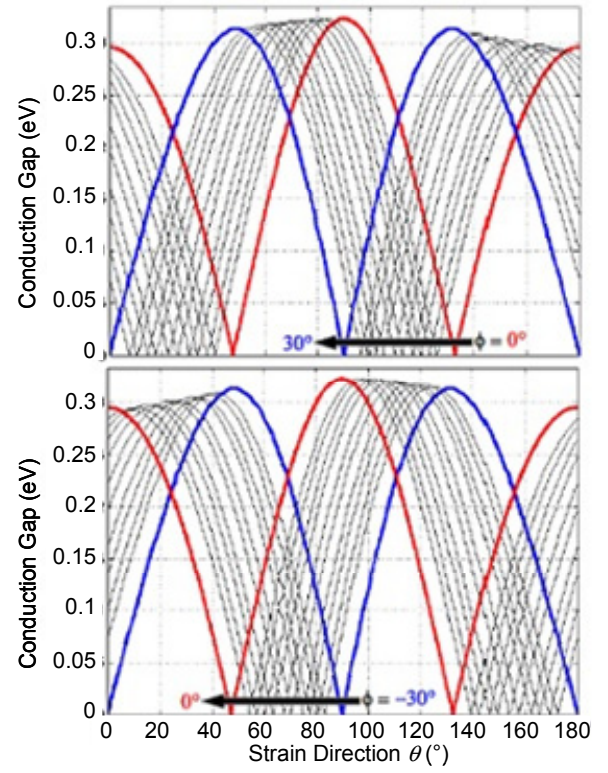 Conduction Gap (eV)
0.3
0.25
0.2
0.15
0.1
0.05
0
30° ϕ = 0°
Conduction Gap (eV)
0.3
0.25
0.2
0.15
0.1
0.05
0
0° ϕ = −30°
0 20 40 60 80 100 120 140 160 180
Strain Direction θ (°)